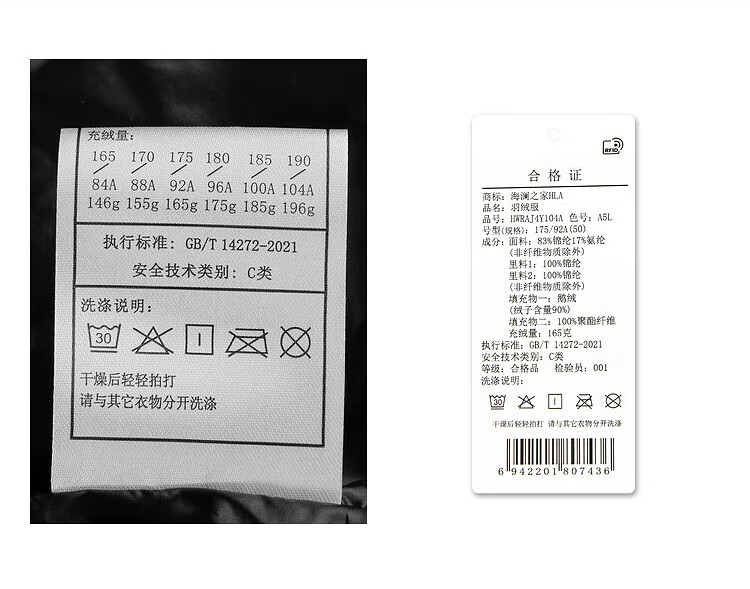 充绒量：
165 170 175 180 185 190
84A 88A 92A 96A 100A 104A
146g 155g 165g 175g 185g 196g
执行标准：GB/T 14272-2021
安全技术类别：C类
洗涤说明：
30
干燥后轻轻拍打
请与其它衣物分开洗涤
RFID
合格证
商标：海澜之家HLA
品名：羽绒服
品号：HWRAJ4Y104A 色号：A5L
号型(规格)：175/92A(50)
成分：面料：83%锦纶17%氨纶
(非纤维物质除外)
里料1：100%锦纶
里料2：100%锦纶
(非纤维物质除外)
填充物一：鹅绒
(绒子含量90%)
填充物二：100%聚酯纤维
充绒量：165克
执行标准：GB/T 14272-2021
安全技术类别：C类
等级：合格品 检验员：001
洗涤说明：
30
干燥后轻轻拍打 请与其它衣物分开洗涤
6 942201 807436